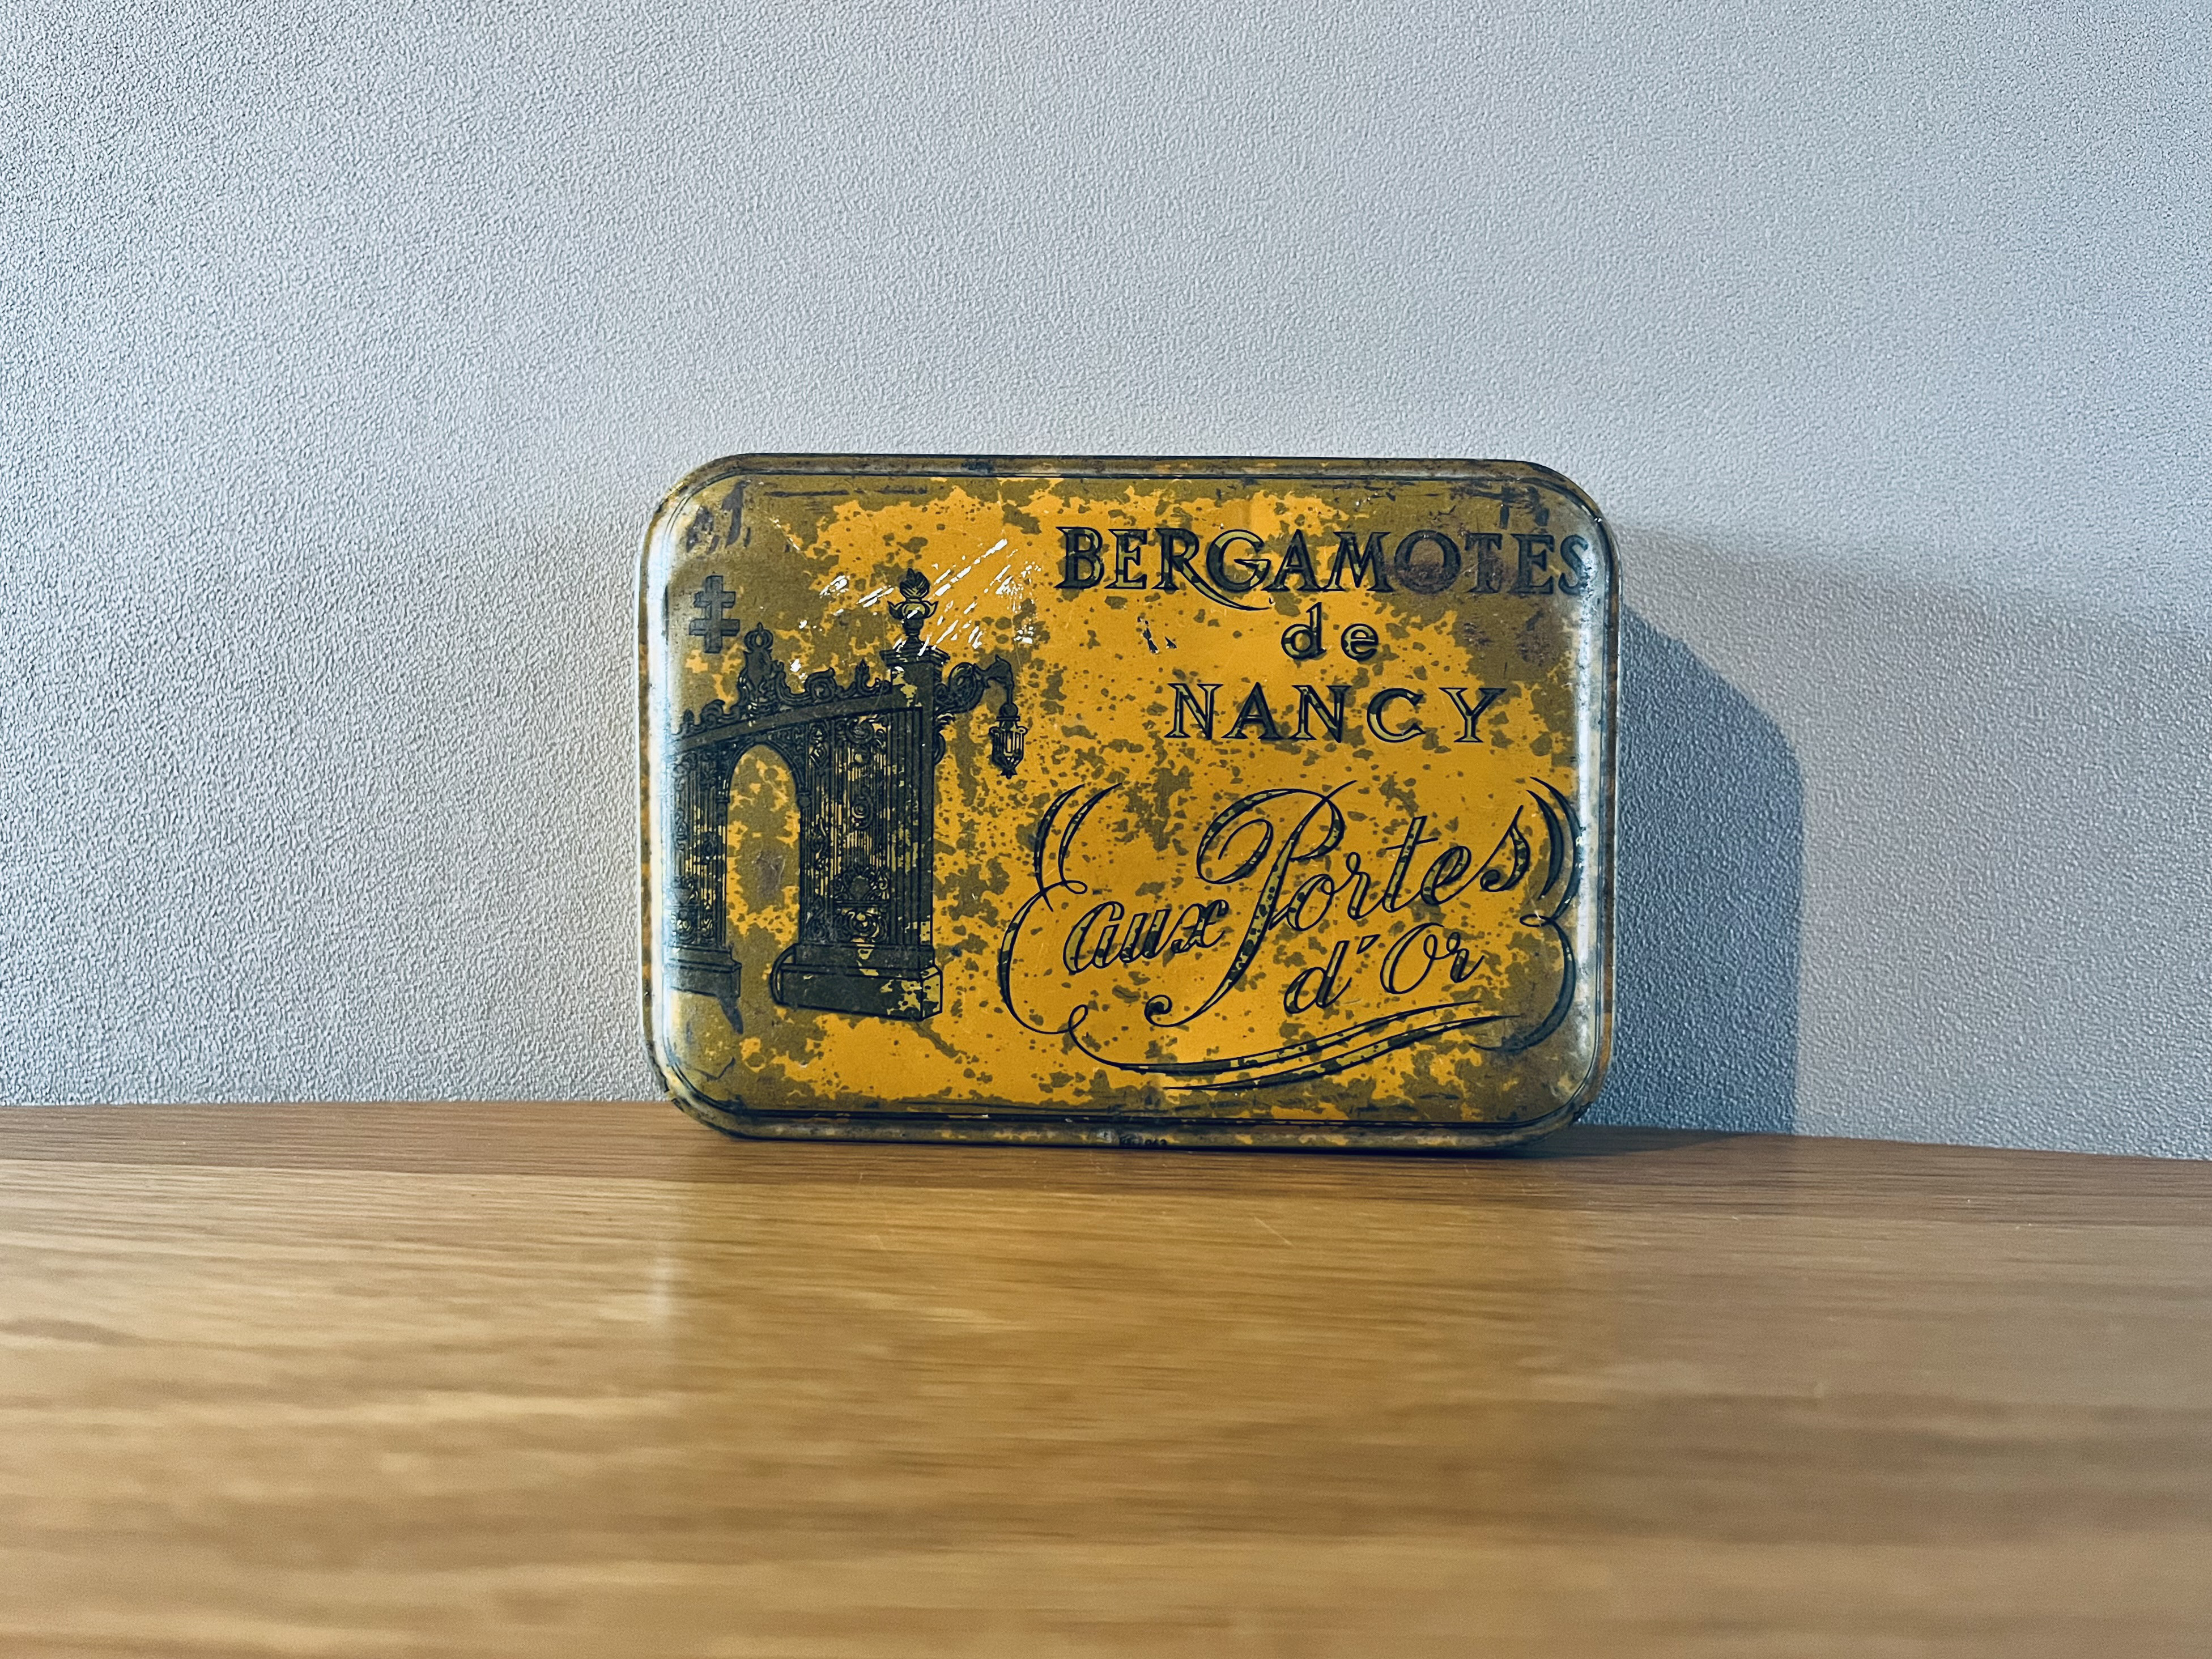 BERGAMOTES
de
NANCY
aux Portes
d'Or